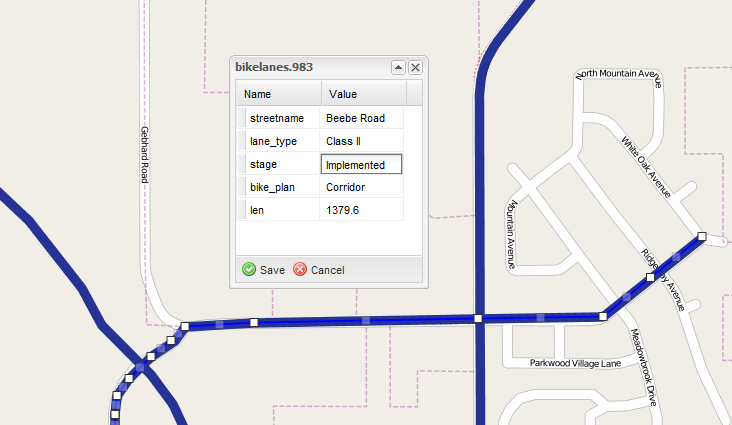 bikelanes.983
Name Value
streetname Beebe Road
lane_type Class II
stage Implemented
bike_plan Corridor
len 1379.6
Save Cancel
Gebhard Road
North Mountain Avenue
White Oak Avenue
Mountain Avenue
Ridgeway Avenue
Parkwood Village Lane
Meadowbrook Drive